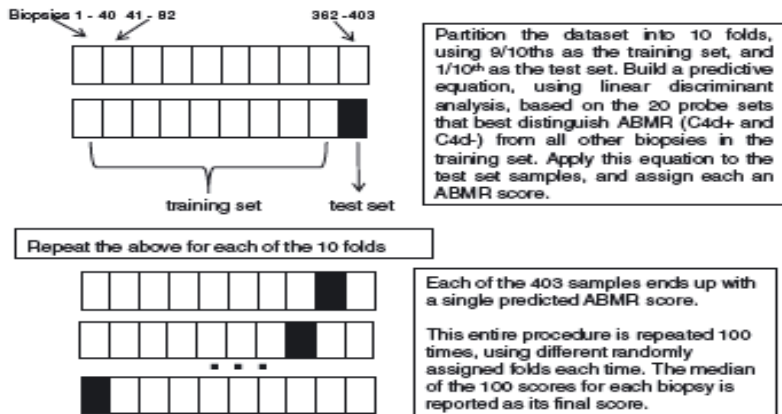 Biopsies 1 - 40 41 - 82 362 -403
Partition the dataset into 10 folds,
using 9/10ths as the training set, and
1/10th as the test set. Build a predictive
equation, using linear discriminant
analysis, based on the 20 probe sets
that best distinguish ABMR (C4d+ and
C4d-) from all other biopsies in the
training set. Apply this equation to the
test set samples, and assign each an
ABMR score.
training set test set
Repeat the above for each of the 10 folds
Each of the 403 samples ends up with
a single predicted ABMR score.
This entire procedure is repeated 100
times, using different randomly
assigned folds each time. The median
of the 100 scores for each biopsy is
reported as its final score.